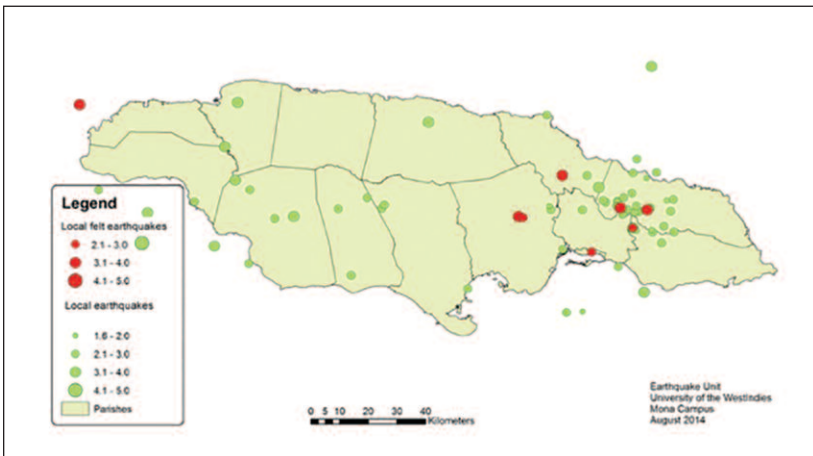 Legend
Local felt earthquakes
2.1 - 3.0
3.1 - 4.0
4.1 - 5.0
Local earthquakes
1.6 - 2.0
2.1 - 3.0
3.1 - 4.0
4.1 - 5.0
Parishes
0 5 10 20 30 40
Kilometers
Earthquake Unit
University of the WestIndies
Mona Campus
August 2014